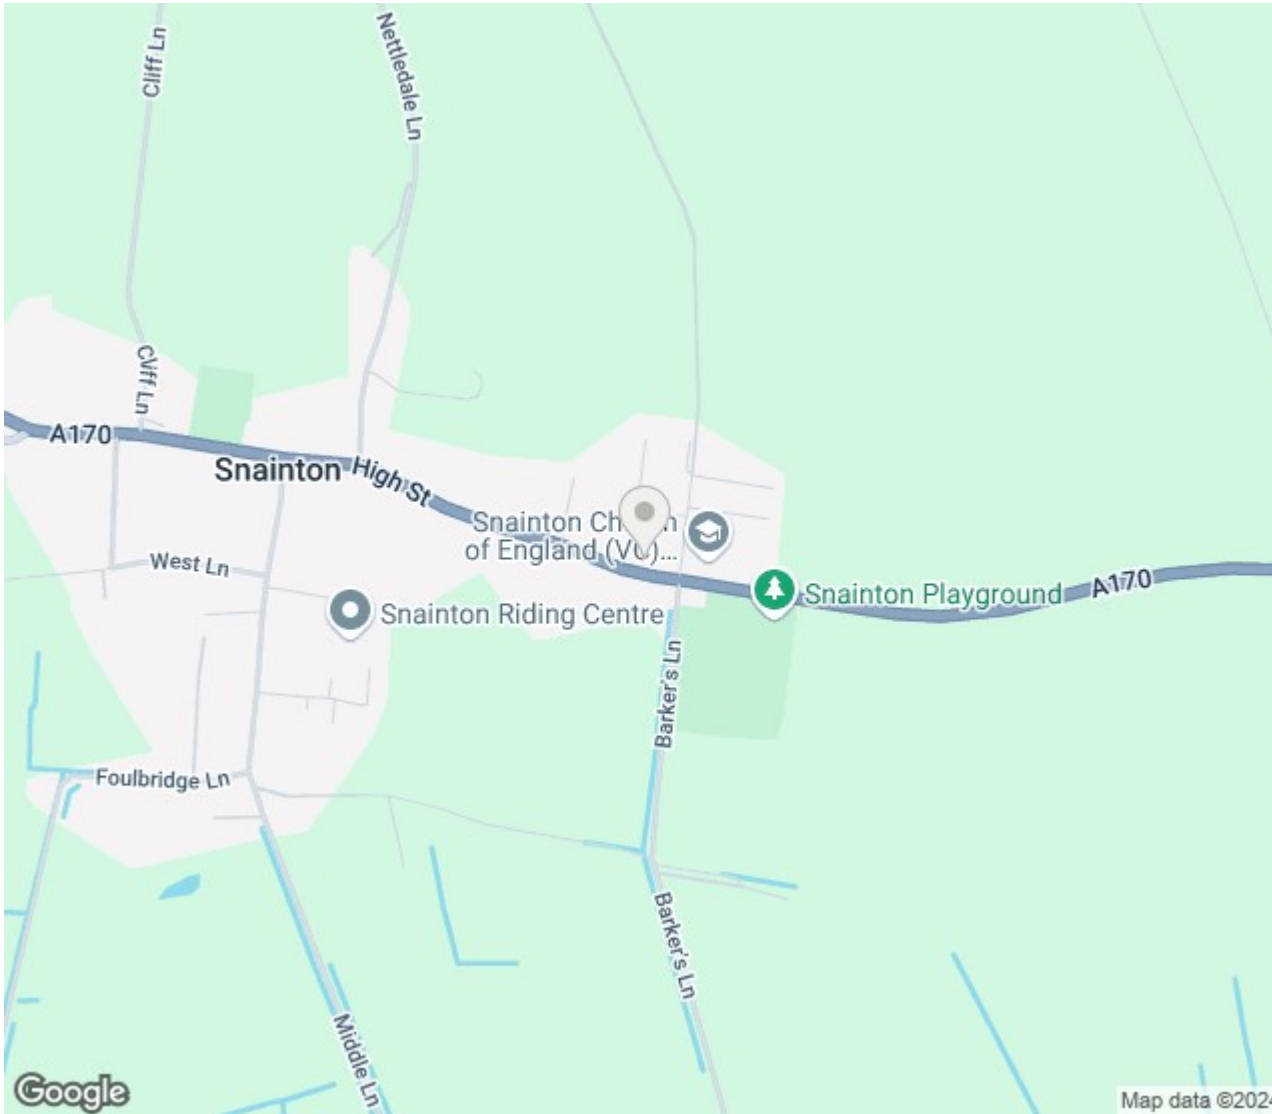 Cliff Ln
Nettledale Ln
Cliff Ln
A170
Snainton
High St
Snainton Ch
of England (V
)...
West Ln
Snainton Riding Centre
Snainton Playground
A170
Barker's Ln
Foulbridge Ln
Barker's Ln
Middle Ln
Google
Map data ©2024